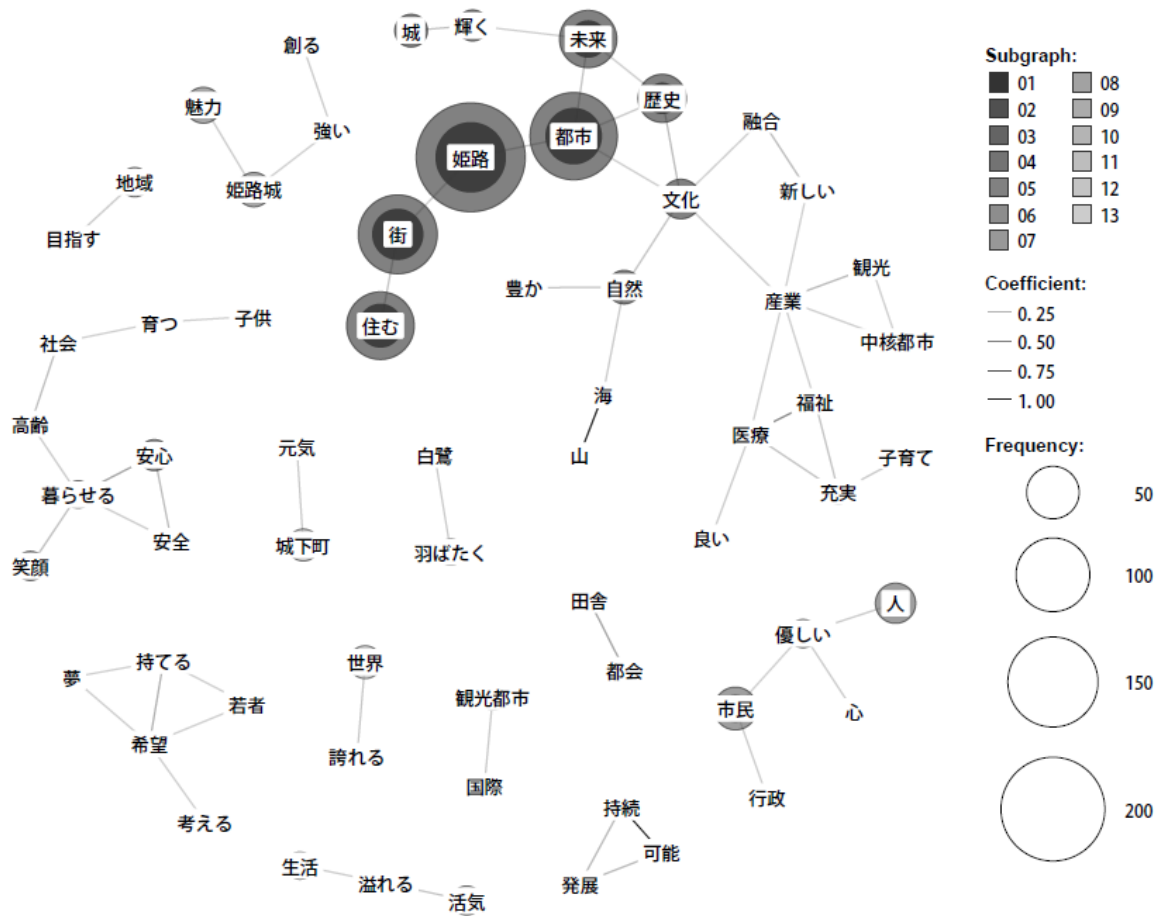 城
輝く
未来
創る
魅力
強い
歴史
都市
姫路
融合
地域
姫路城
文化
新しい
目指す
街
豊か
自然
産業
観光
住む
中核都市
社会
育つ
子供
海
福祉
高齢
医療
安心
元気
白鷺
山
子育て
暮らせる
充実
安全
城下町
羽ばたく
良い
笑顔
田舎
人
優しい
夢
持てる
世界
都会
若者
観光都市
市民
心
希望
誇れる
国際
行政
考える
持続
可能
生活
溢れる
活気
発展
Subgraph:
01
08
02
09
03
10
04
11
05
12
06
13
07
Coefficient:
0.25
0.50
0.75
1.00
Frequency:
50
100
150
200